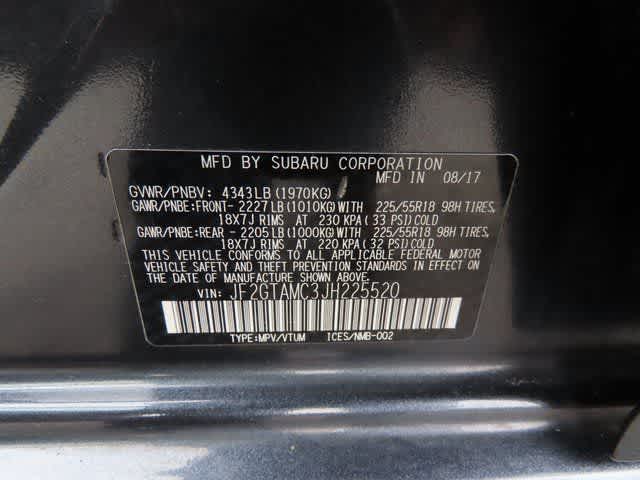 MFD BY SUBARU CORPORATION
MFD IN 08/17
GVWR/PNBV: 4343LB(1970KG)
GAWR/PNBE:FRONT- 2227LB(1010KG)WITH 225/55R18 98H TIRES,
18X7J RIMS AT 230 KPA(33 PSI)COLD
GAWR/PNBE:REAR - 2205LB(1000KG)WITH 225/55R18 98H TIRES,
18X7J RIMS AT 220 KPA(32 PSI)COLD
THIS VEHICLE CONFORMS TO ALL APPLICABLE FEDERAL MOTOR
VEHICLE SAFETY AND THEFT PREVENTION STANDARDS
IN EFFECT ON THE DATE OF MANUFACTURE SHOWN ABOVE.
VIN: JF2GTAMC3JH225520
TYPE:MPV/VTUM ICES/NMB-002